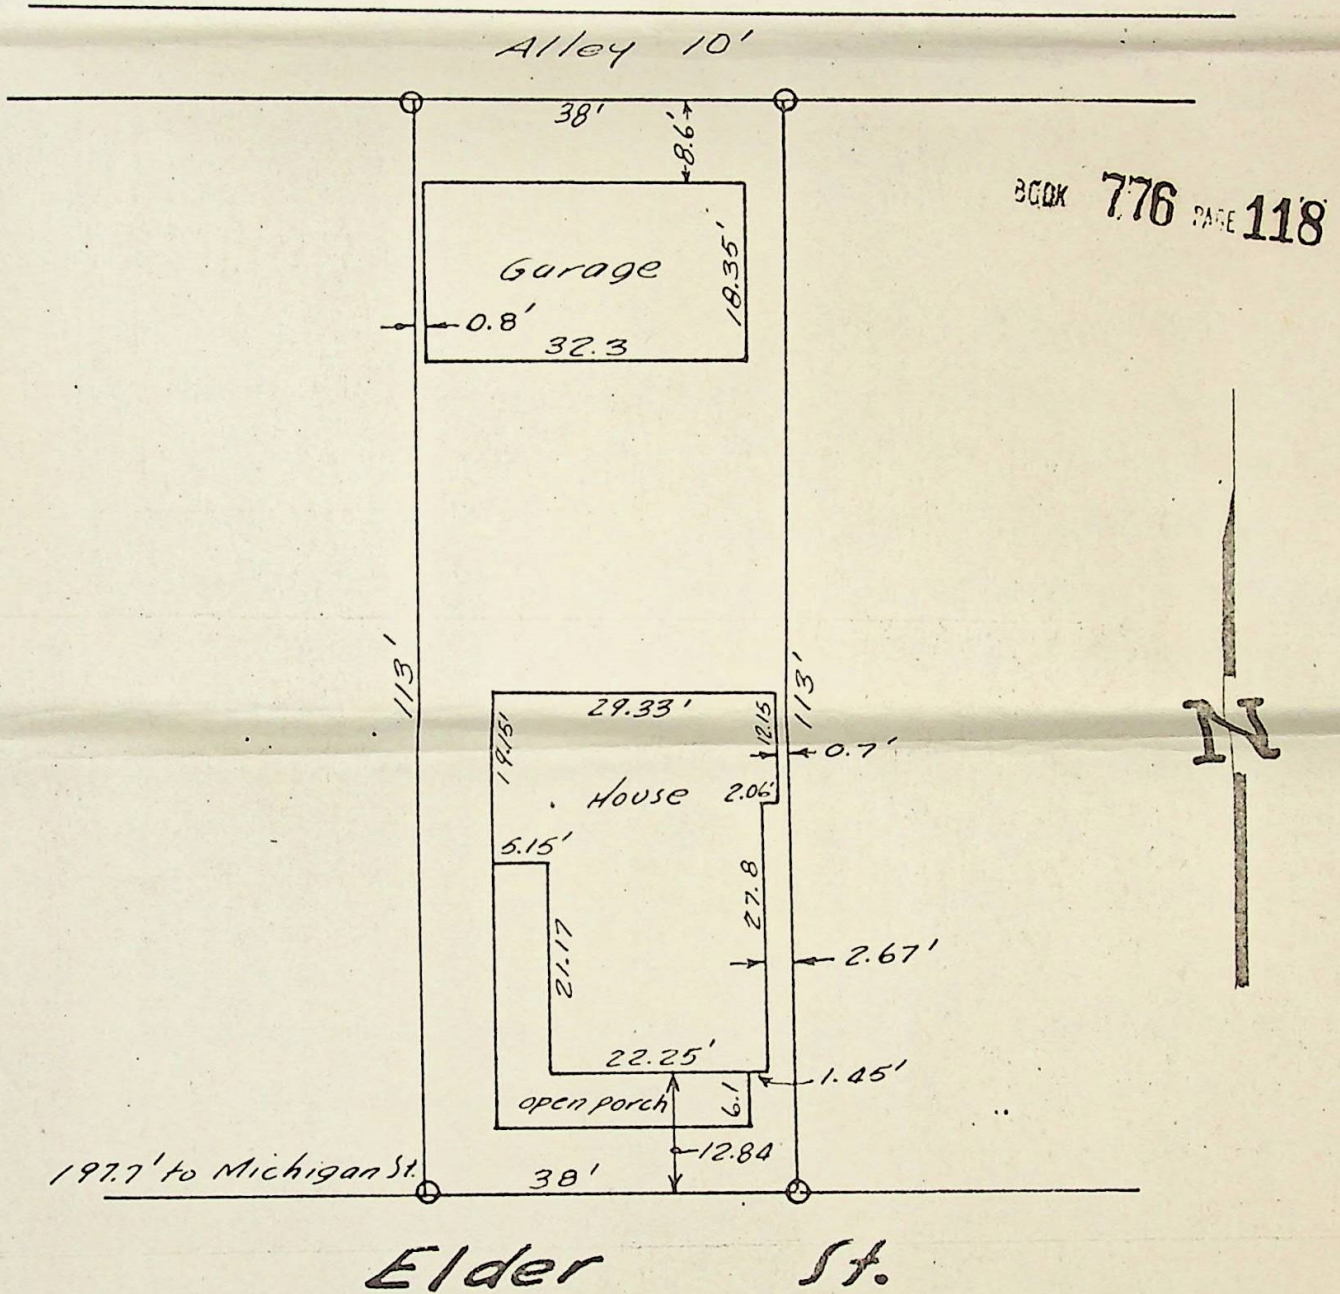 Alley 10'
38'
8.6'
BOOK 776 PAGE 118
Garage
18.35'
0.8'
32.3
113'
113'
29.33'
12.15
19.15'
0.7'
House
2.06'
5.15'
27.8
21.17
2.67'
N
22.25'
1.45'
open porch
6.1
12.84
197.7' to Michigan St.
38'
Elder St.